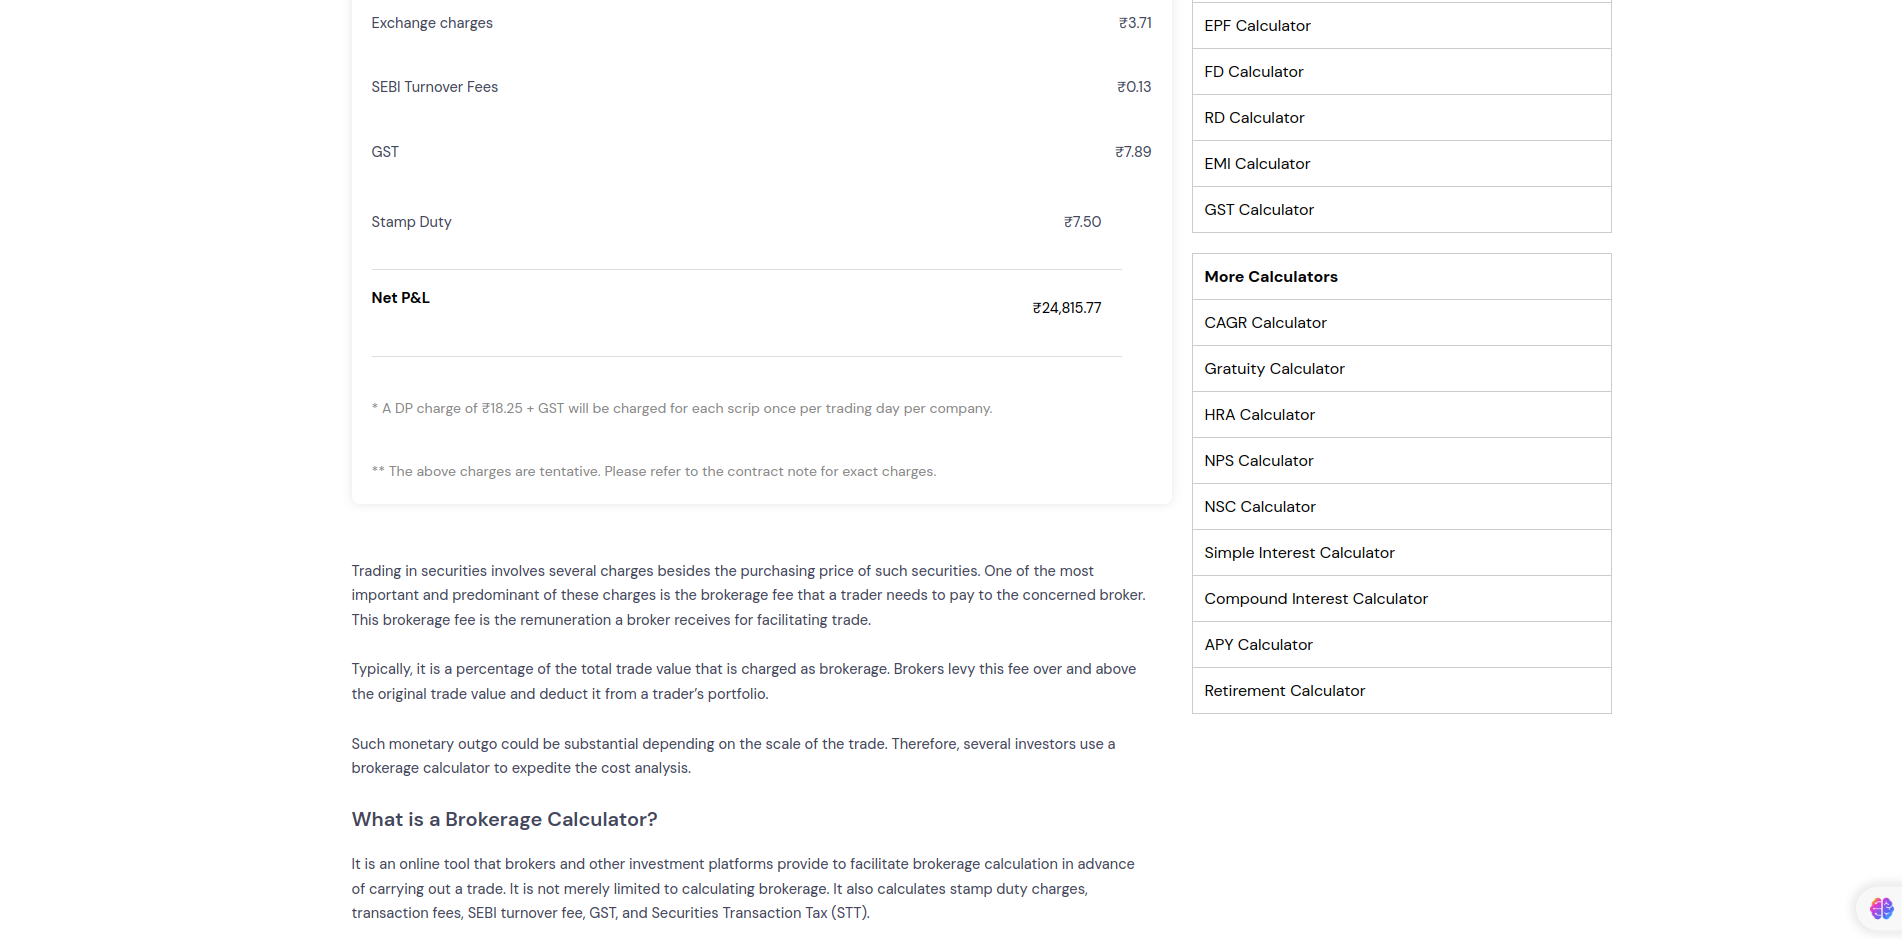 Exchange charges ₹3.71
SEBI Turnover Fees ₹0.13
GST ₹7.89
Stamp Duty ₹7.50
Net P&L ₹24,815.77
* A DP charge of ₹18.25 + GST will be charged for each scrip once per trading day per company.
** The above charges are tentative. Please refer to the contract note for exact charges.
Trading in securities involves several charges besides the purchasing price of such securities. One of the most
important and predominant of these charges is the brokerage fee that a trader needs to pay to the concerned broker.
This brokerage fee is the remuneration a broker receives for facilitating trade.
Typically, it is a percentage of the total trade value that is charged as brokerage. Brokers levy this fee over and above
the original trade value and deduct it from a trader’s portfolio.
Such monetary outgo could be substantial depending on the scale of the trade. Therefore, several investors use a
brokerage calculator to expedite the cost analysis.
What is a Brokerage Calculator?
It is an online tool that brokers and other investment platforms provide to facilitate brokerage calculation in advance
of carrying out a trade. It is not merely limited to calculating brokerage. It also calculates stamp duty charges,
transaction fees, SEBI turnover fee, GST, and Securities Transaction Tax (STT).
EPF Calculator
FD Calculator
RD Calculator
EMI Calculator
GST Calculator
More Calculators
CAGR Calculator
Gratuity Calculator
HRA Calculator
NPS Calculator
NSC Calculator
Simple Interest Calculator
Compound Interest Calculator
APY Calculator
Retirement Calculator